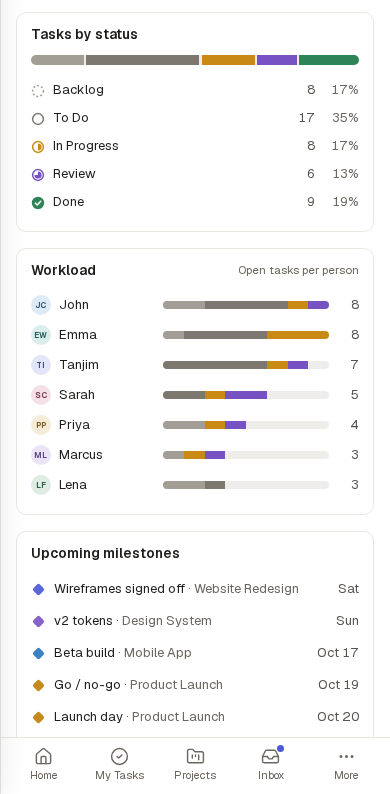 Tasks by status
Backlog 8 17%
To Do 17 35%
In Progress 8 17%
Review 6 13%
Done 9 19%
Workload Open tasks per person
JC John 8
EW Emma 8
TI Tanjim 7
SC Sarah 5
PP Priya 4
ML Marcus 3
LF Lena 3
Upcoming milestones
Wireframes signed off · Website Redesign Sat
v2 tokens · Design System Sun
Beta build · Mobile App Oct 17
Go / no-go · Product Launch Oct 19
Launch day · Product Launch Oct 20
Home My Tasks Projects Inbox More